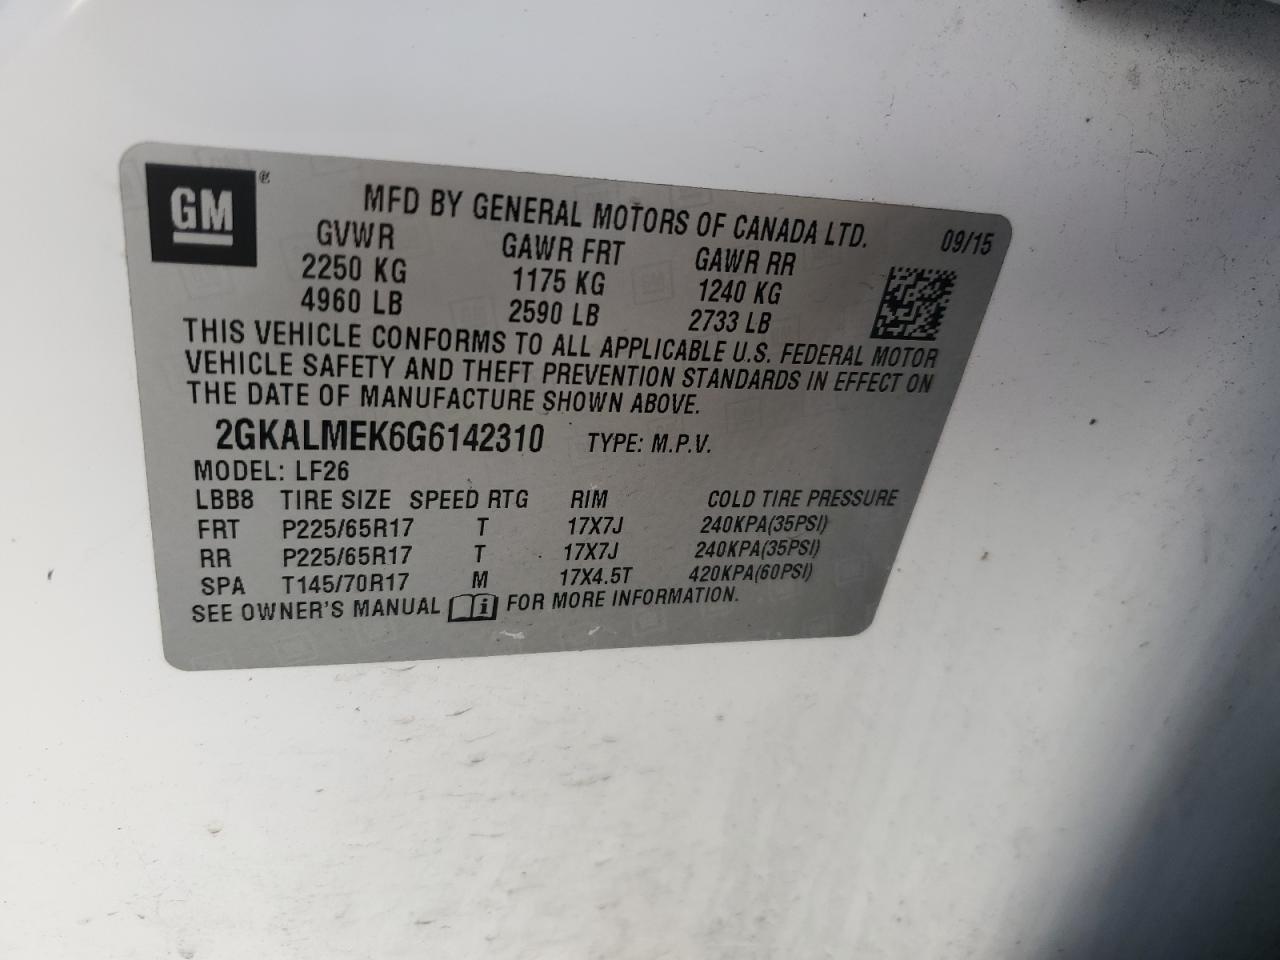 GM
MFD BY GENERAL MOTORS OF CANADA LTD. 09/15
GVWR GAWR FRT GAWR RR
2250 KG 1175 KG 1240 KG
4960 LB 2590 LB 2733 LB
THIS VEHICLE CONFORMS TO ALL APPLICABLE U.S. FEDERAL MOTOR
VEHICLE SAFETY AND THEFT PREVENTION STANDARDS IN EFFECT ON
THE DATE OF MANUFACTURE SHOWN ABOVE.
2GKALMEK6G6142310 TYPE: M.P.V.
MODEL: LF26
LBB8 TIRE SIZE SPEED RTG RIM COLD TIRE PRESSURE
FRT P225/65R17 T 17X7J 240KPA(35PSI)
RR P225/65R17 T 17X7J 240KPA(35PSI)
SPA T145/70R17 M 17X4.5T 420KPA(60PSI)
SEE OWNER'S MANUAL i FOR MORE INFORMATION.